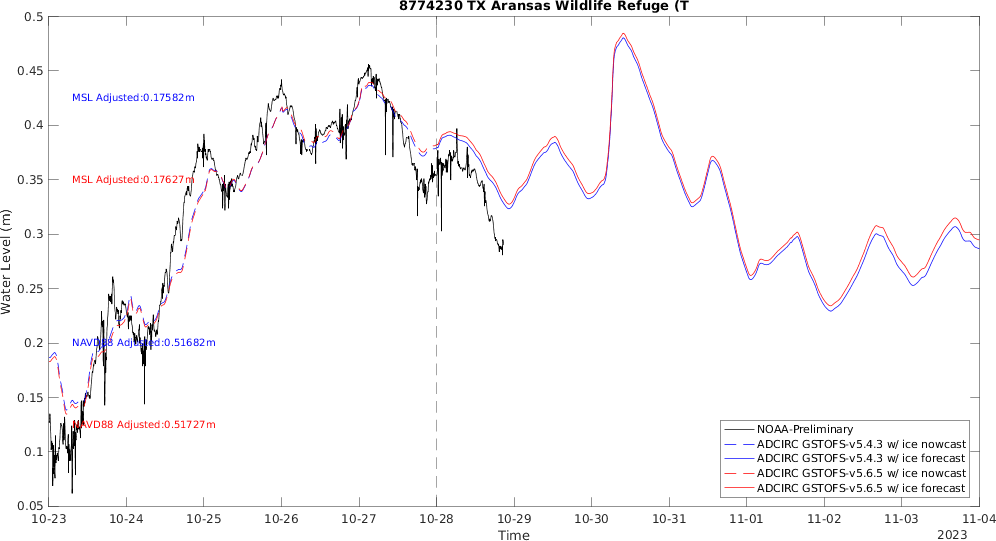 8774230 TX Aransas Wildlife Refuge (T
0.5
0.45
0.4
0.35
0.3
0.25
0.2
0.15
0.1
0.05
Water Level (m)
MSL Adjusted:0.17582m
MSL Adjusted:0.17627m
NAVD88 Adjusted:0.51682m
NAVD88 Adjusted:0.51727m
NOAA-Preliminary
ADCIRC GSTOFS-v5.4.3 w/ ice nowcast
ADCIRC GSTOFS-v5.4.3 w/ ice forecast
ADCIRC GSTOFS-v5.6.5 w/ ice nowcast
ADCIRC GSTOFS-v5.6.5 w/ ice forecast
10-23 10-24 10-25 10-26 10-27 10-28 10-29 10-30 10-31 11-01 11-02 11-03 11-04
Time
2023